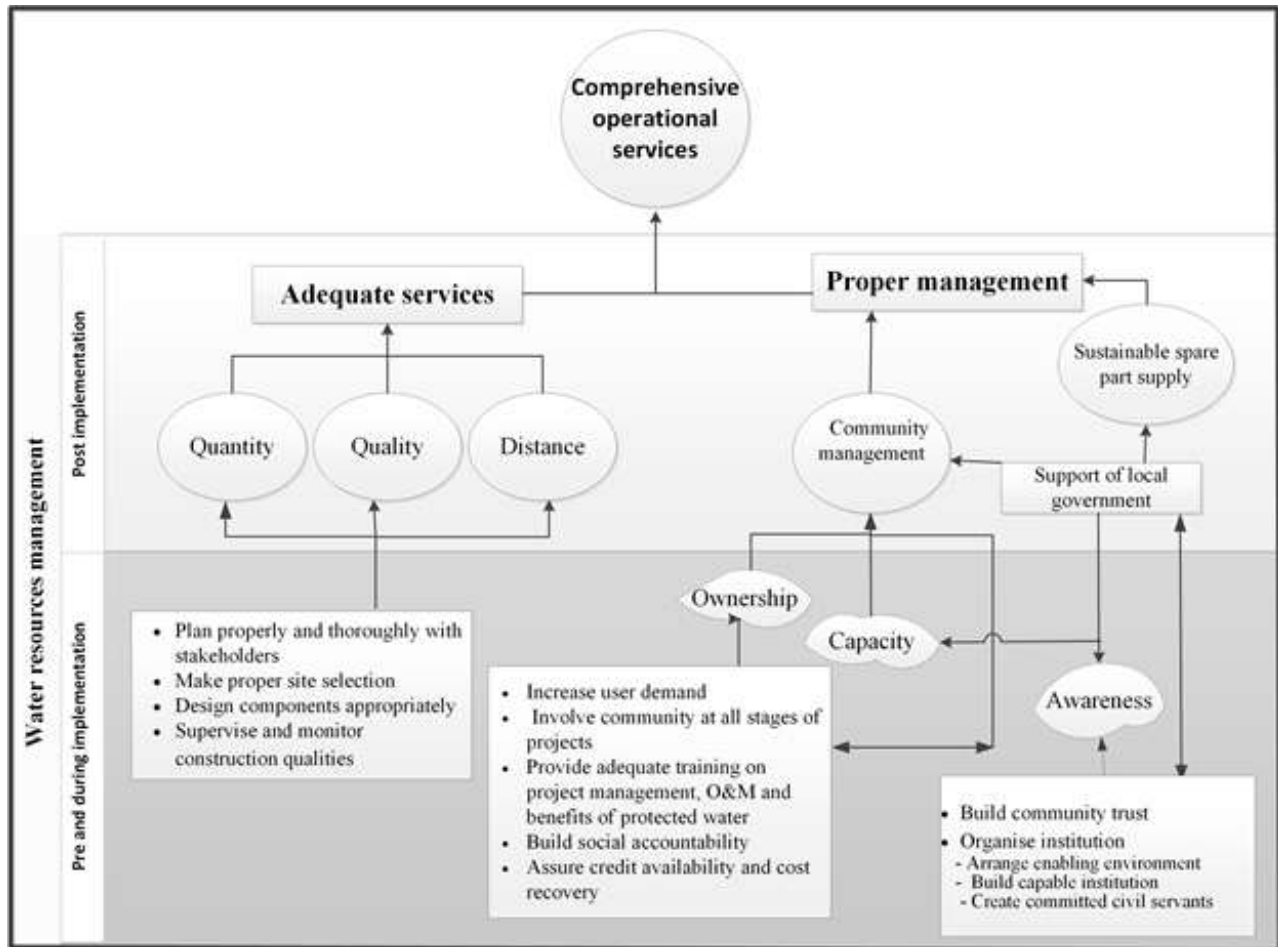 Comprehensive
operational
services
Water resources management
Post implementation
Adequate services
Proper management
Sustainable spare
part supply
Quantity
Quality
Distance
Community
management
Support of local
government
Pre and during implementation
Ownership
Capacity
Awareness
• Plan properly and thoroughly with
stakeholders
• Make proper site selection
• Design components appropriately
• Supervise and monitor
construction qualities
• Increase user demand
• Involve community at all stages of
projects
• Provide adequate training on
project management, O&M and
benefits of protected water
• Build social accountability
• Assure credit availability and cost
recovery
• Build community trust
• Organise institution
- Arrange enabling environment
- Build capable institution
- Create committed civil servants